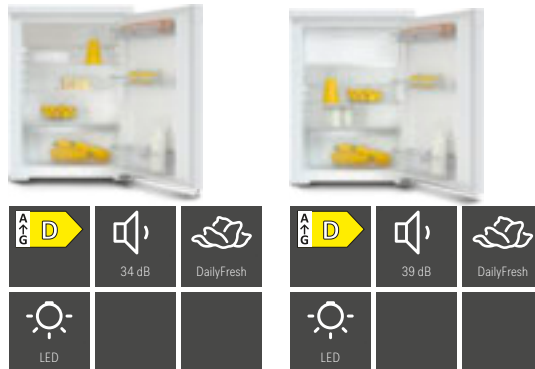 A
G
D
34 dB
DailyFresh
LED
A
G
D
39 dB
DailyFresh
LED